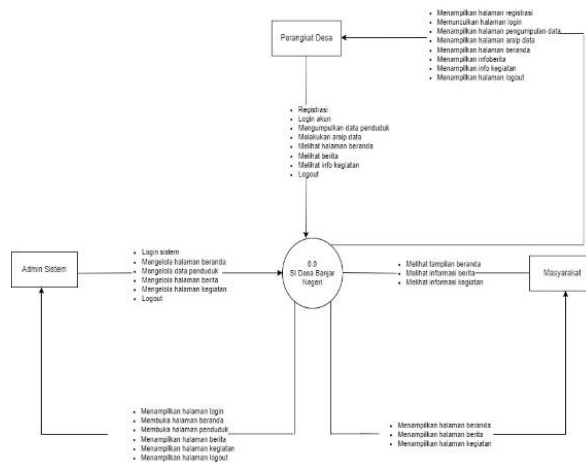 Perangkat Desa
Menampilkan halaman registrasi
Memunculkan halaman login
Menampilkan halaman pengumpulan data
Menampilkan halaman arsip data
Menampilkan halaman beranda
Menampilkan infoberita
Menampilkan info kegiatan
Menampilkan halaman logout
Registrasi
Login akun
Mengumpulkan data penduduk
Melakukan arsip data
Melihat halaman beranda
Melihat berita
Melihat info kegiatan
Logout
Admin Sistem
Login sistem
Mengelola halaman beranda
Mengelola data penduduk
Mengelola halaman berita
Mengelola halaman kegiatan
Logout
0.0
SI Desa Banjar
Negeri
Melihat tampilan beranda
Melihat informasi berita
Melihat informasi kegiatan
Masyarakat
Menampilkan halaman login
Membuka halaman beranda
Membuka halaman penduduk
Menampilkan halaman berita
Menampilkan halaman kegiatan
Menampilkan halaman logout
Menampilkan halaman beranda
Menampilkan halaman berita
Menampilkan halaman kegiatan